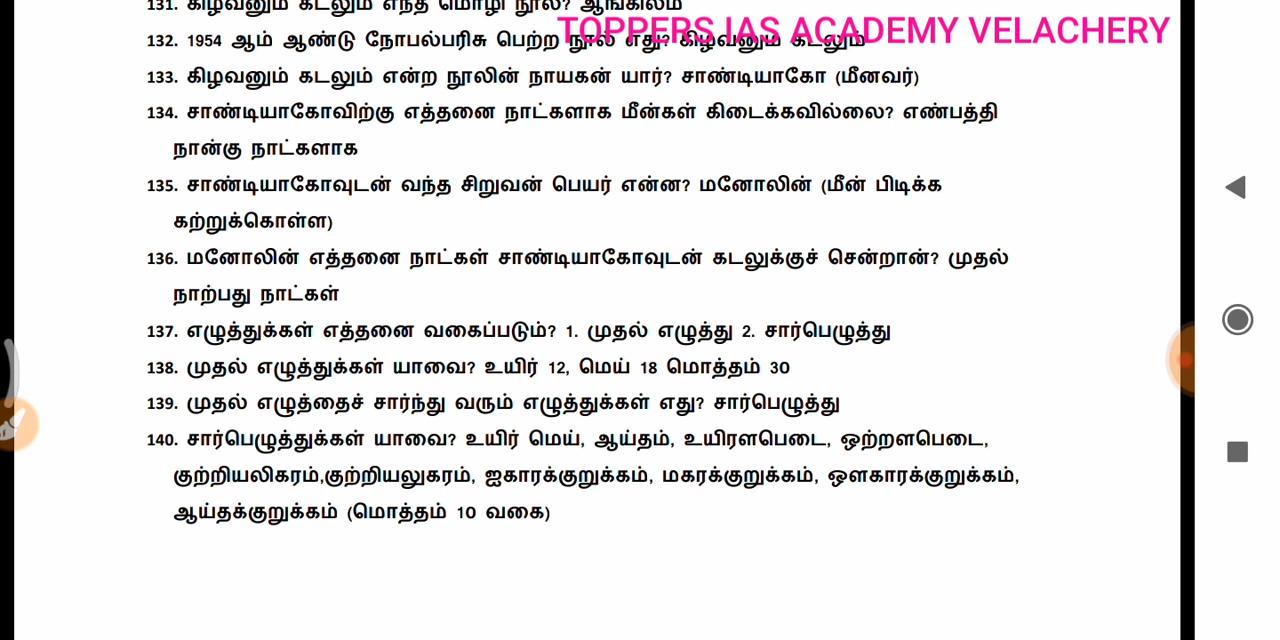 131. கிழவனும் கடலும் எந்த மொழி நூல்? ஆங்கிலம்
TOPPERS IAS ACADEMY VELACHERY
132. 1954 ஆம் ஆண்டு நோபல்பரிசு பெற்ற நூல் எது? கிழவனும் கடலும்
133. கிழவனும் கடலும் என்ற நூலின் நாயகன் யார்? சாண்டியாகோ (மீனவர்)
134. சாண்டியாகோவிற்கு எத்தனை நாட்களாக மீன்கள் கிடைக்கவில்லை? எண்பத்தி
நான்கு நாட்களாக
135. சாண்டியாகோவுடன் வந்த சிறுவன் பெயர் என்ன? மனோலின் (மீன் பிடிக்க
கற்றுக்கொள்ள)
136. மனோலின் எத்தனை நாட்கள் சாண்டியாகோவுடன் கடலுக்குச் சென்றான்? முதல்
நாற்பது நாட்கள்
137. எழுத்துக்கள் எத்தனை வகைப்படும்? 1. முதல் எழுத்து 2. சார்பெழுத்து
138. முதல் எழுத்துக்கள் யாவை? உயிர் 12, மெய் 18 மொத்தம் 30
139. முதல் எழுத்தைச் சார்ந்து வரும் எழுத்துக்கள் எது? சார்பெழுத்து
140. சார்பெழுத்துக்கள் யாவை? உயிர் மெய், ஆய்தம், உயிரளபெடை, ஒற்றளபெடை,
குற்றியலிகரம்,குற்றியலுகரம், ஐகாரக்குறுக்கம், மகரக்குறுக்கம், ஔகாரக்குறுக்கம்,
ஆய்தக்குறுக்கம் (மொத்தம் 10 வகை)